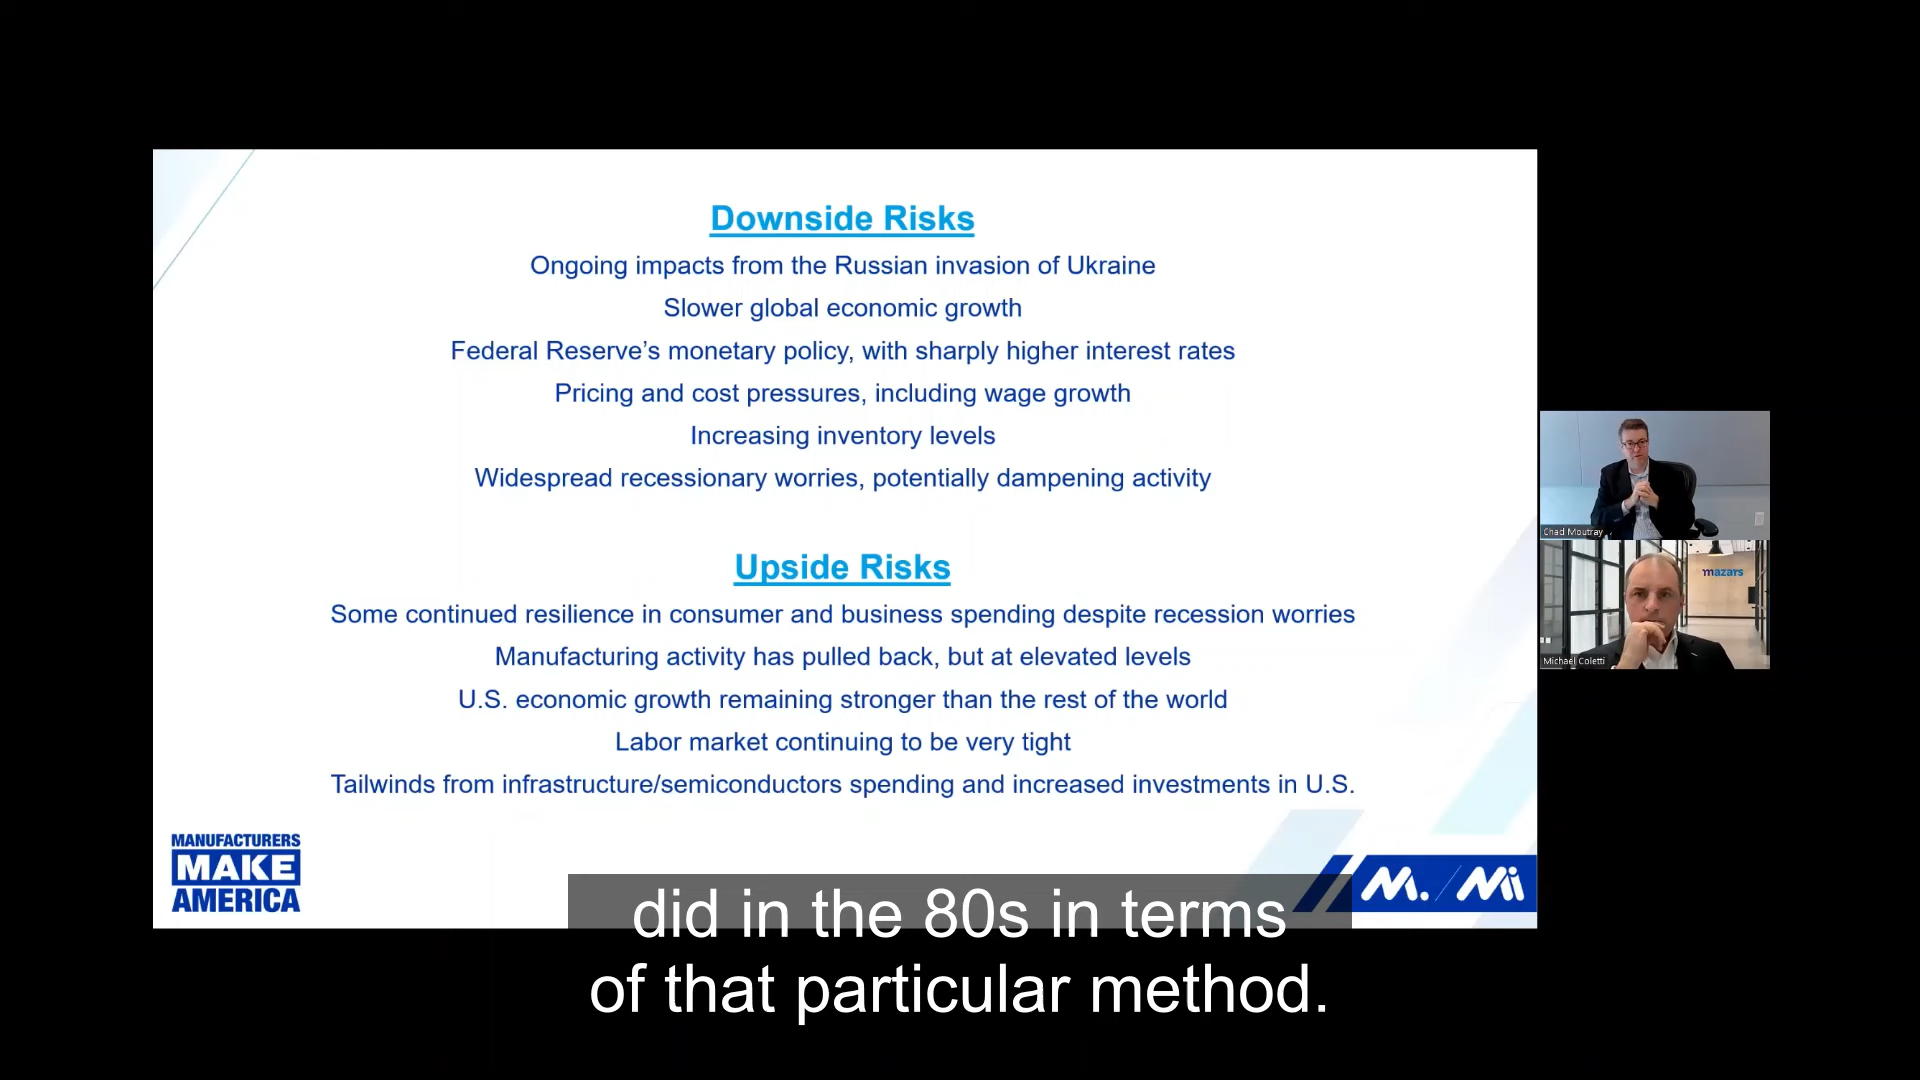 Downside Risks
Ongoing impacts from the Russian invasion of Ukraine
Slower global economic growth
Federal Reserve’s monetary policy, with sharply higher interest rates
Pricing and cost pressures, including wage growth
Increasing inventory levels
Widespread recessionary worries, potentially dampening activity
Upside Risks
Some continued resilience in consumer and business spending despite recession worries
Manufacturing activity has pulled back, but at elevated levels
U.S. economic growth remaining stronger than the rest of the world
Labor market continuing to be very tight
Tailwinds from infrastructure/semiconductors spending and increased investments in U.S.
MANUFACTURERS
MAKE
AMERICA
M. / Mi
Chad Moutray
mazars
Michael Coletti
did in the 80s in terms
of that particular method.